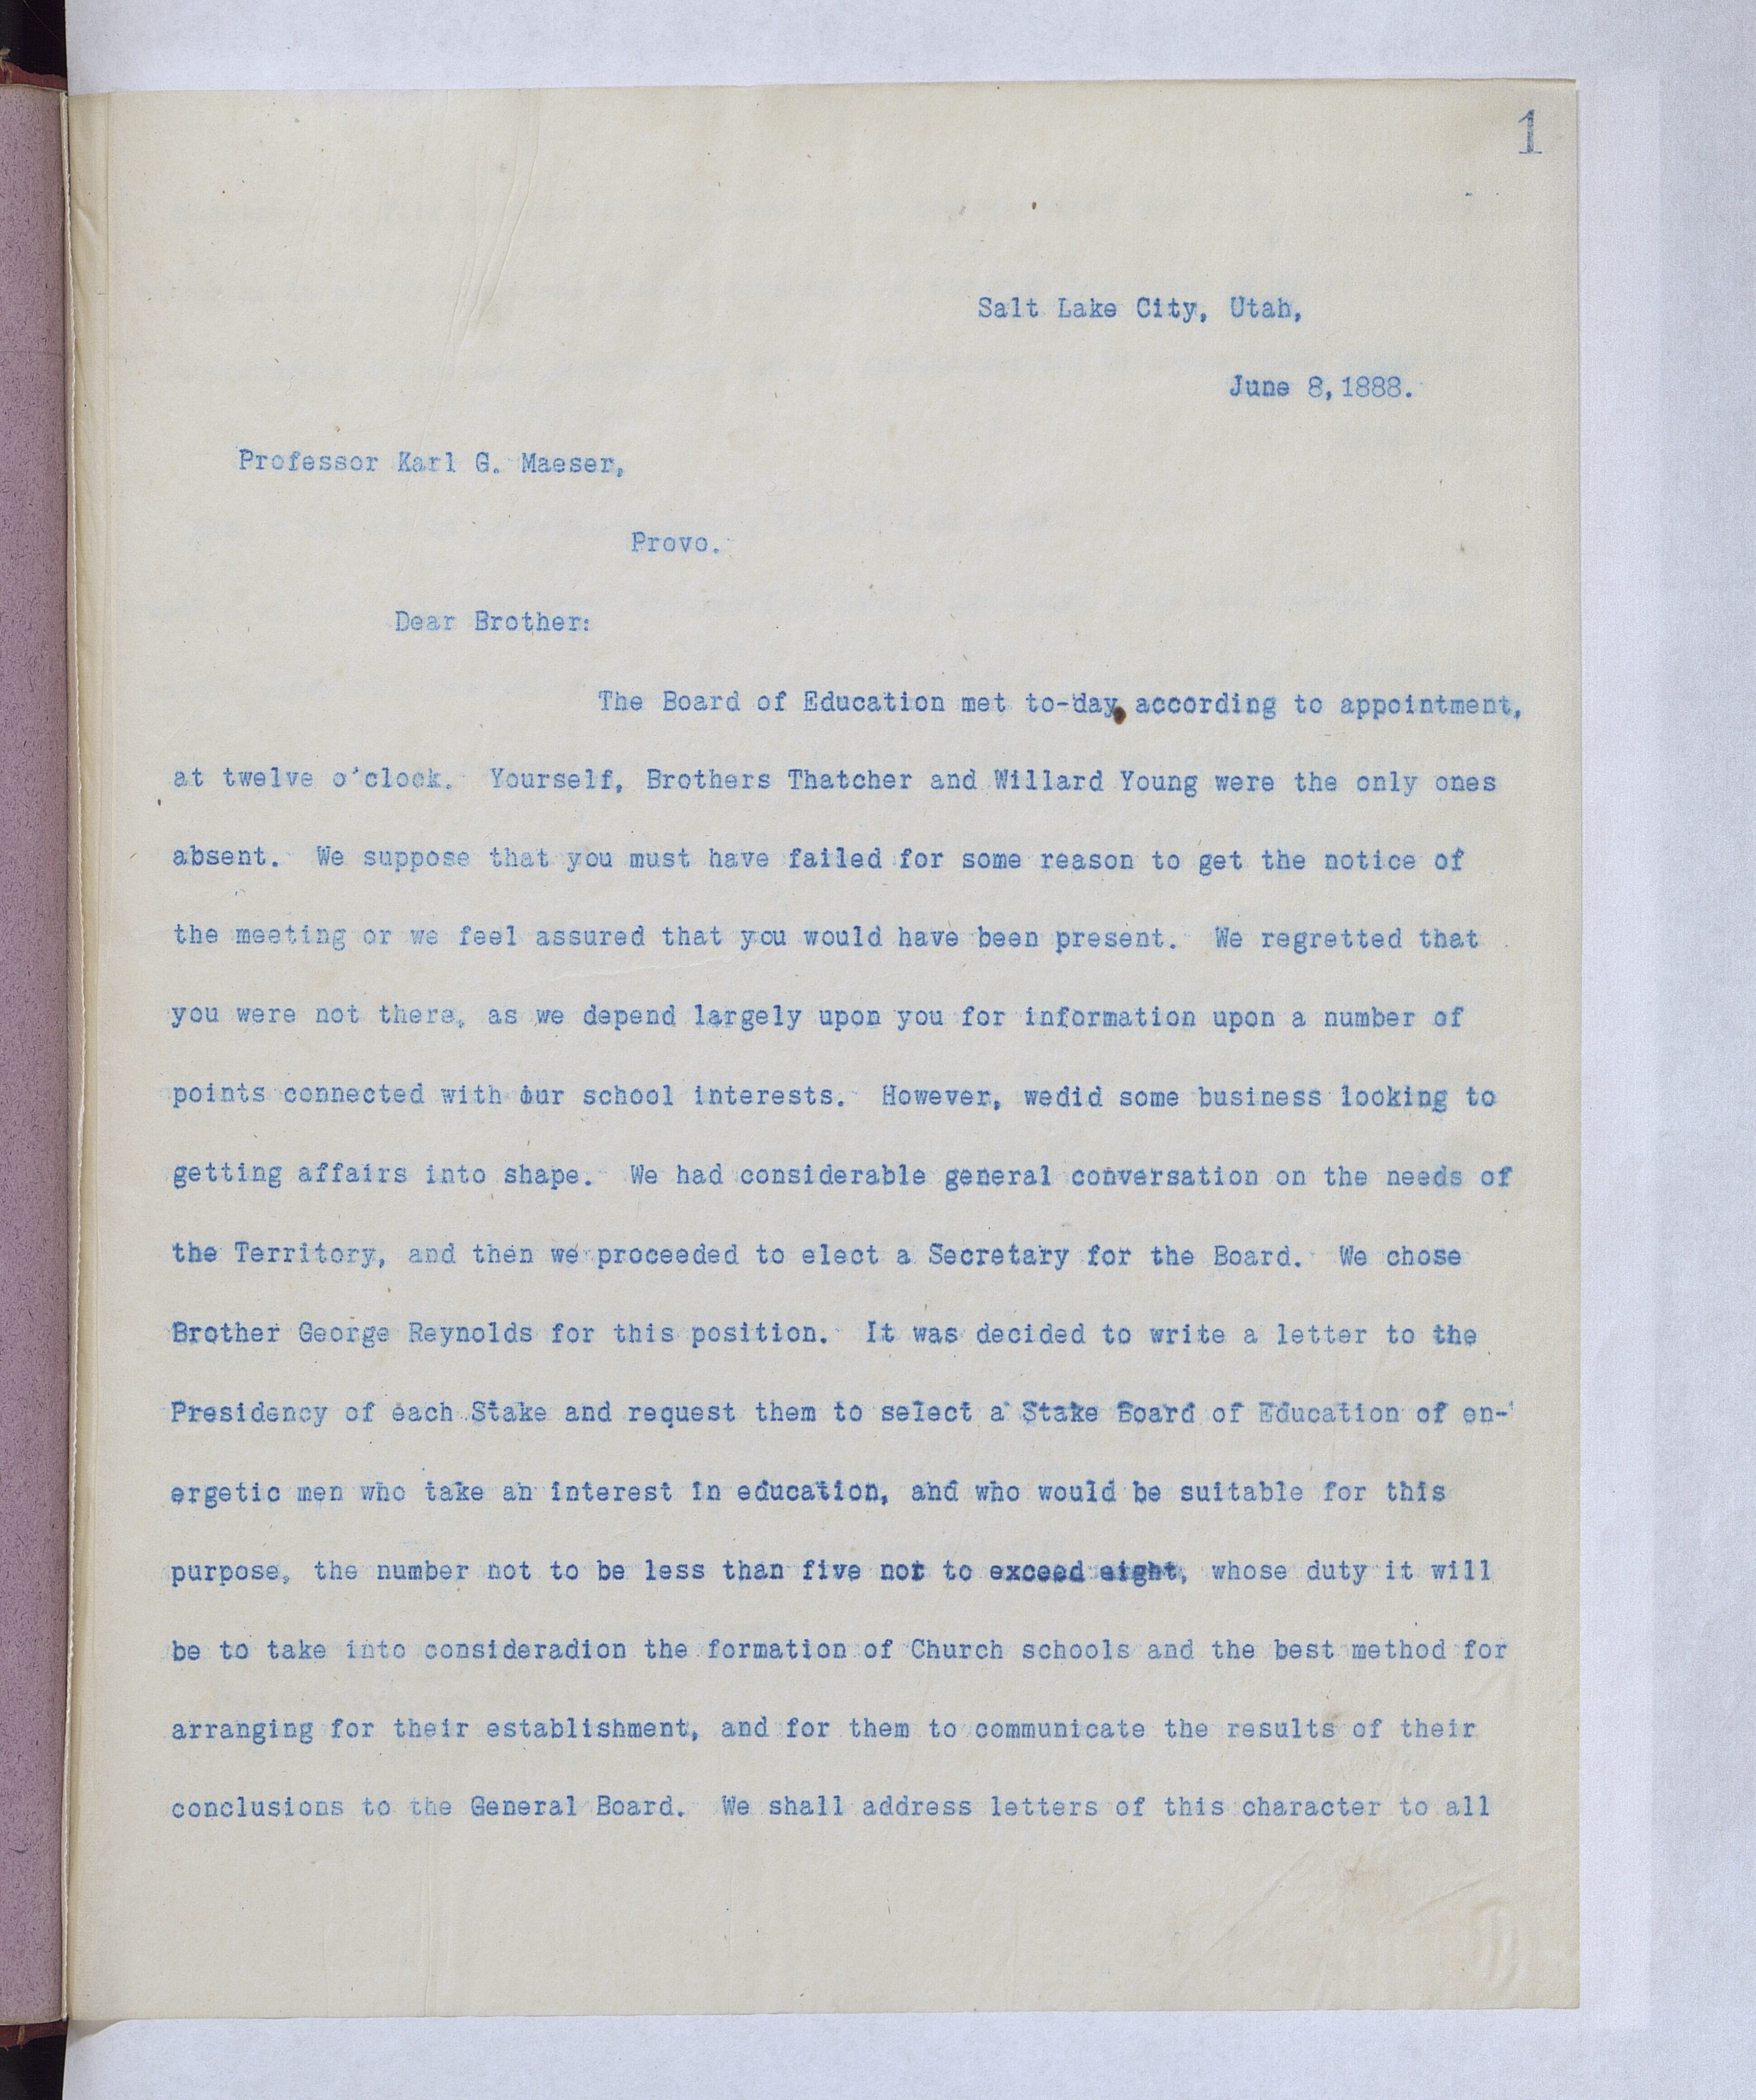 1
Salt Lake City, Utah,
June 8, 1888.
Professor Karl G. Maeser,
Provo.
Dear Brother:
The Board of Education met to-day, according to appointment,
at twelve o'clock. Yourself, Brothers Thatcher and Willard Young were the only ones
absent. We suppose that you must have failed for some reason to get the notice of
the meeting or we feel assured that you would have been present. We regretted that
you were not there, as we depend largely upon you for information upon a number of
points connected with our school interests. However, wedid some business looking to
getting affairs into shape. We had considerable general conversation on the needs of
the Territory, and then we proceeded to elect a Secretary for the Board. We chose
Brother George Reynolds for this position. It was decided to write a letter to the
Presidency of each Stake and request them to select a Stake Board of Education of en-
ergetic men who take an interest in education, and who would be suitable for this
purpose, the number not to be less than five nor to exceed eight, whose duty it will
be to take into consideradion the formation of Church schools and the best method for
arranging for their establishment, and for them to communicate the results of their
conclusions to the General Board. We shall address letters of this character to all